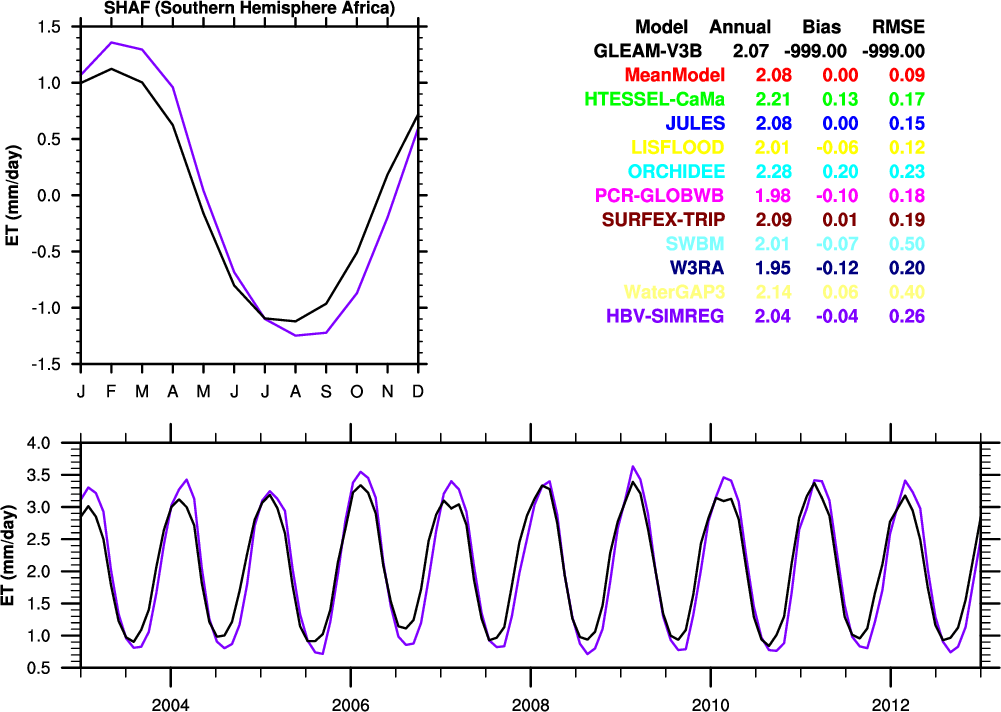 SHAF (Southern Hemisphere Africa)
1.5
1.0
0.5
0.0
-0.5
-1.0
-1.5
ET (mm/day)
J F M A M J J A S O N D
Model Annual Bias RMSE
GLEAM-V3B 2.07 -999.00 -999.00
MeanModel 2.08 0.00 0.09
HTESSEL-CaMa 2.21 0.13 0.17
JULES 2.08 0.00 0.15
LISFLOOD 2.01 -0.06 0.12
ORCHIDEE 2.28 0.20 0.23
PCR-GLOBWB 1.98 -0.10 0.18
SURFEX-TRIP 2.09 0.01 0.19
SWBM 2.01 -0.07 0.50
W3RA 1.95 -0.12 0.20
WaterGAP3 2.14 0.06 0.40
HBV-SIMREG 2.04 -0.04 0.26
4.0
3.5
3.0
2.5
2.0
1.5
1.0
0.5
ET (mm/day)
2004 2006 2008 2010 2012